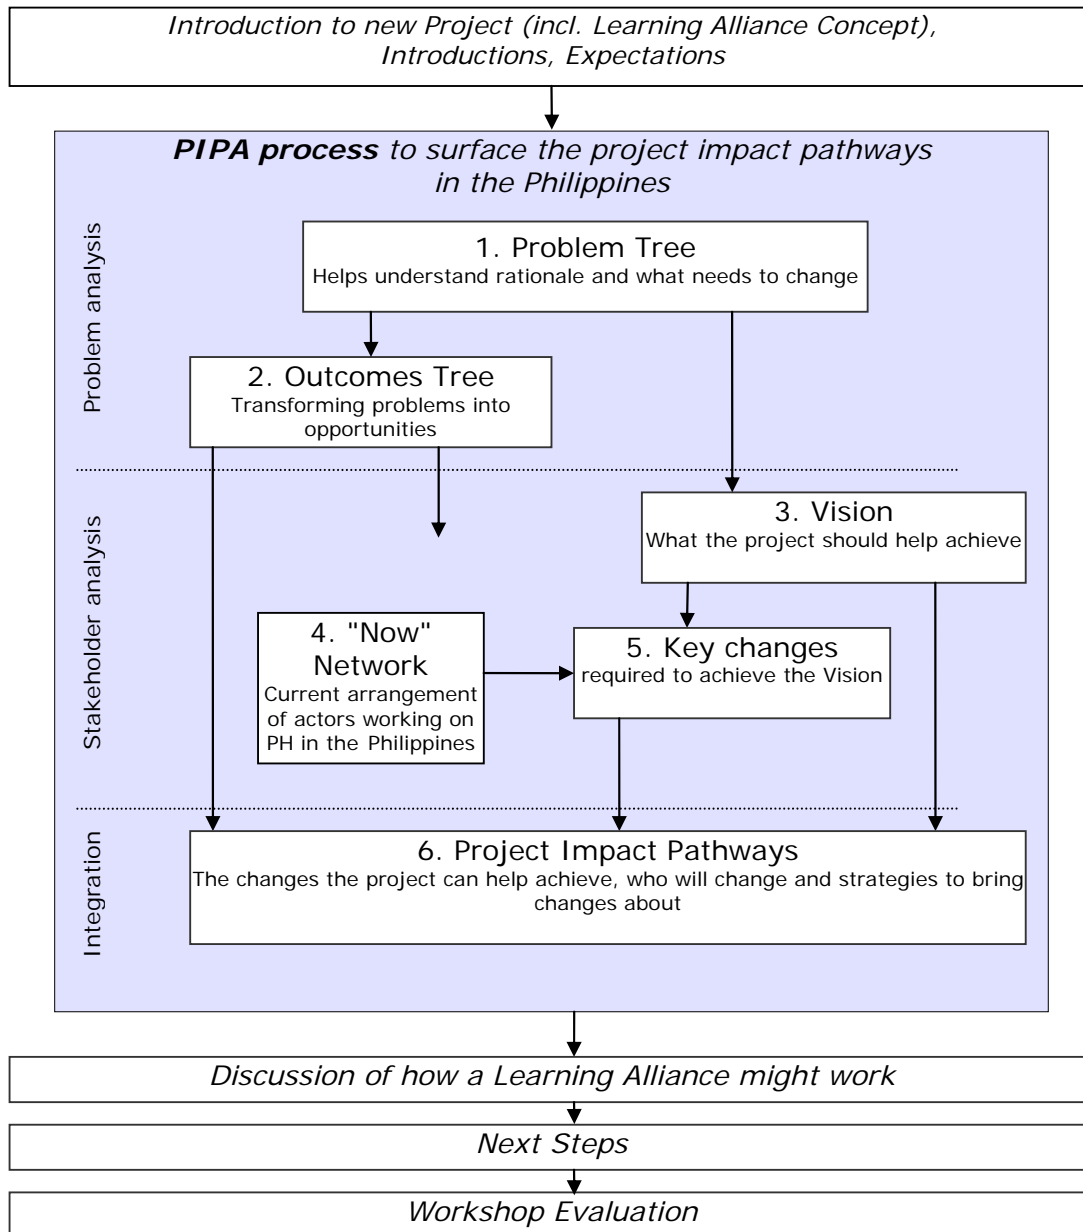 Introduction to new Project (incl. Learning Alliance Concept),
Introductions, Expectations
PIPA process to surface the project impact pathways
in the Philippines
Problem analysis
1. Problem Tree
Helps understand rationale and what needs to change
2. Outcomes Tree
Transforming problems into
opportunities
Stakeholder analysis
3. Vision
What the project should help achieve
4. "Now"
Network
Current arrangement
of actors working on
PH in the Philippines
5. Key changes
required to achieve the Vision
Integration
6. Project Impact Pathways
The changes the project can help achieve, who will change and strategies to bring
changes about
Discussion of how a Learning Alliance might work
Next Steps
Workshop Evaluation